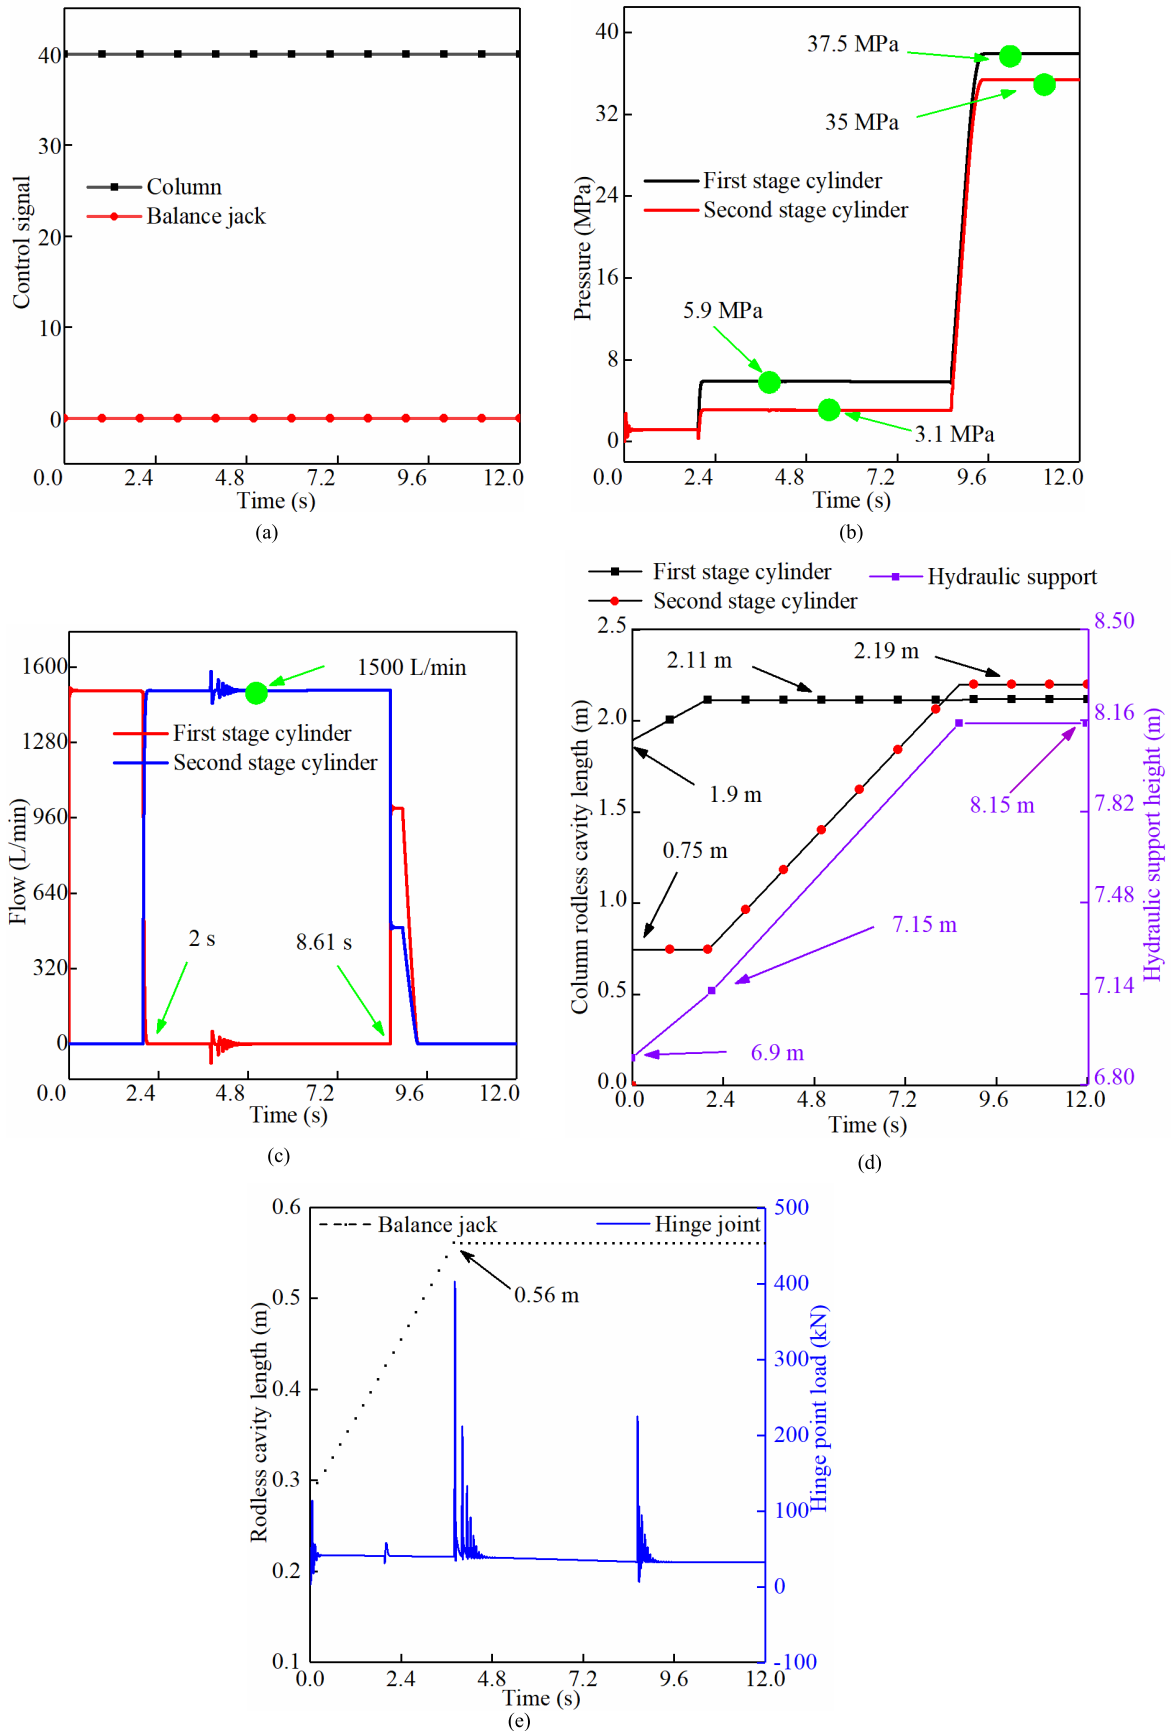 Control signal
40
30
20
10
0
Column
Balance jack
0.0 2.4 4.8 7.2 9.6 12.0
Time (s)
(a)
Pressure (MPa)
40
32
24
16
8
0
37.5 MPa
35 MPa
First stage cylinder
Second stage cylinder
5.9 MPa
3.1 MPa
0.0 2.4 4.8 7.2 9.6 12.0
Time (s)
(b)
Flow (L/min)
1600
1280
960
640
320
0
1500 L/min
First stage cylinder
Second stage cylinder
2 s
8.61 s
0.0 2.4 4.8 7.2 9.6 12.0
Time (s)
(c)
First stage cylinder
Hydraulic support
Second stage cylinder
Column rodless cavity length (m)
2.5
2.0
1.5
1.0
0.5
0.0
2.11 m
2.19 m
1.9 m
8.15 m
0.75 m
7.15 m
6.9 m
8.50
8.16
7.82
7.48
7.14
6.80
Hydraulic support height (m)
0.0 2.4 4.8 7.2 9.6 12.0
Time (s)
(d)
Rodless cavity length (m)
0.6
0.5
0.4
0.3
0.2
0.1
Balance jack
Hinge joint
0.56 m
500
400
300
200
100
0
-100
Hinge point load (kN)
0.0 2.4 4.8 7.2 9.6 12.0
Time (s)
(e)